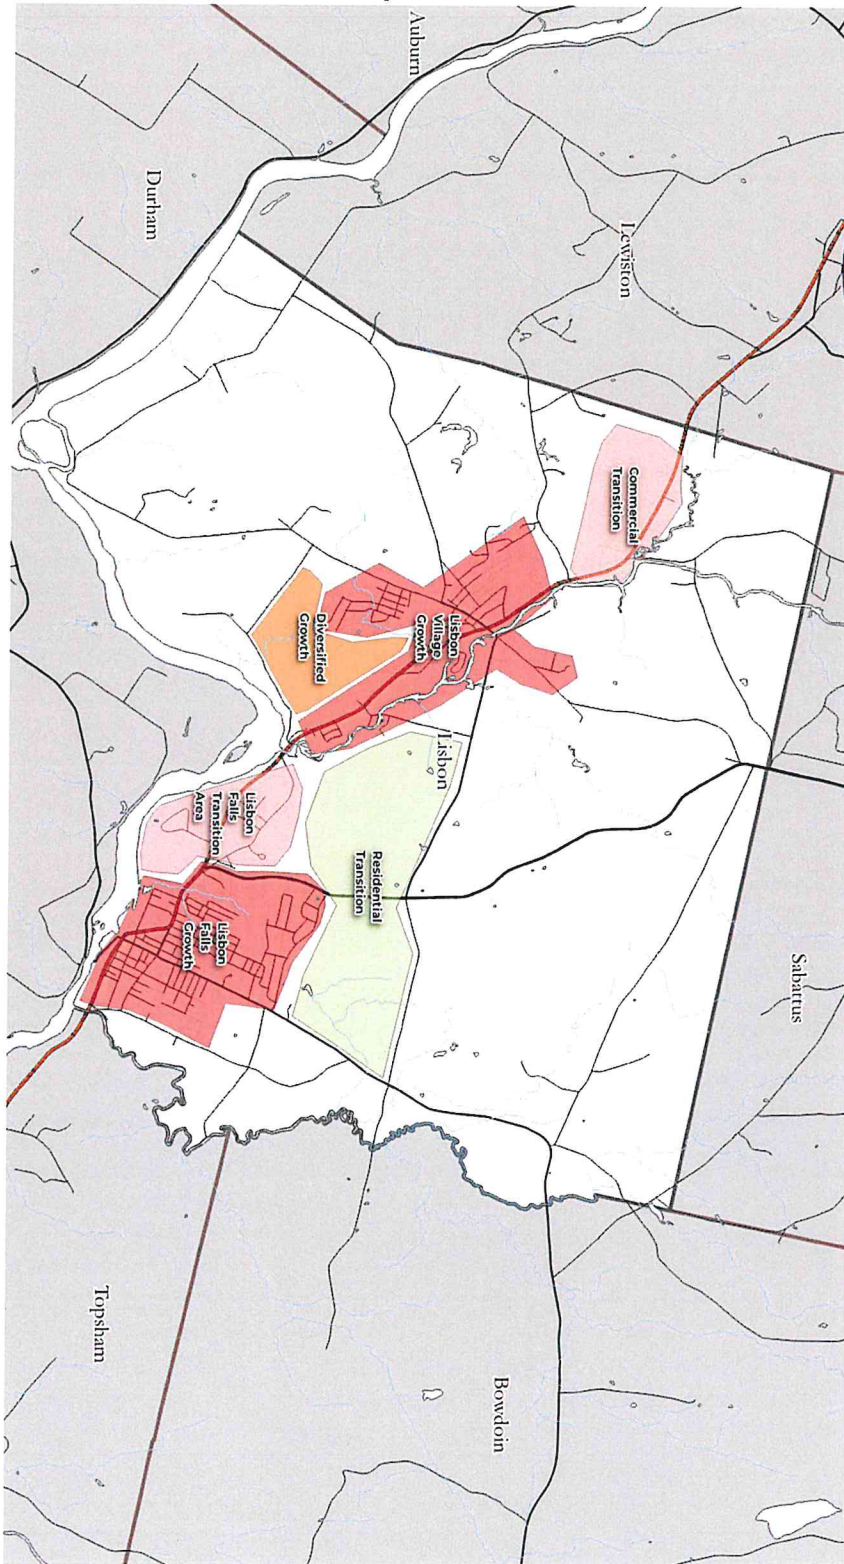 Auburn
Lewiston
Durham
Commercial
Transition
Lisbon
Village
Growth
Diversified
Growth
Lisbon
Residential
Transition
Lisbon
Falls
Transition
Area
Lisbon
Falls
Growth
Sabattus
Topsham
Bowdoin